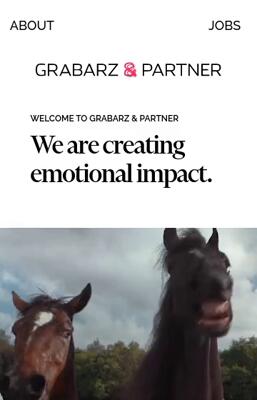 ABOUT JOBS
GRABARZ & PARTNER
WELCOME TO GRABARZ & PARTNER
We are creating
emotional impact.